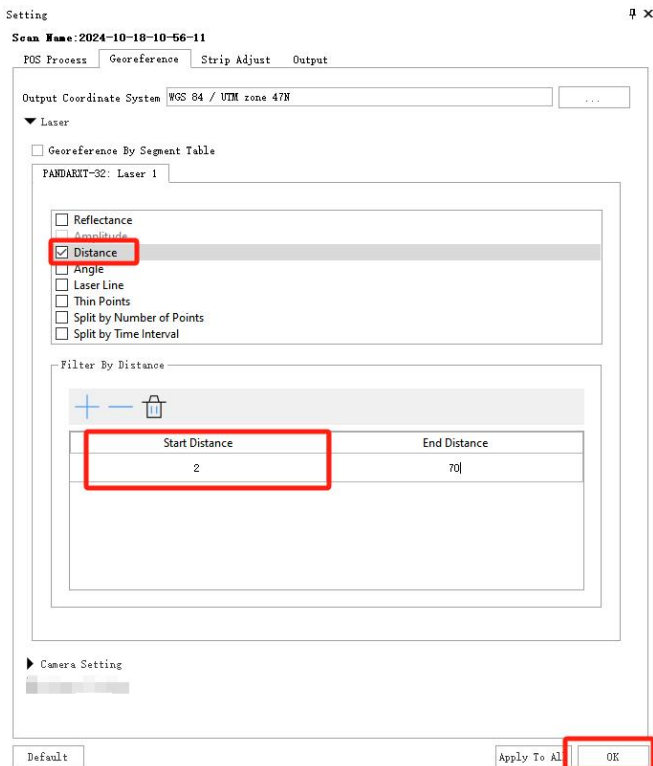 Setting
Scan Name:2024-10-18-10-56-11
POS Process Georeference Strip Adjust Output
Output Coordinate System WGS 84 / UTM zone 47N ...
Laser
Georeference By Segment Table
PANDARXT-32: Laser 1
Reflectance
Amplitude
Distance
Angle
Laser Line
Thin Points
Split by Number of Points
Split by Time Interval
Filter By Distance
Start Distance End Distance
2 70
Camera Setting
Default Apply To Al OK